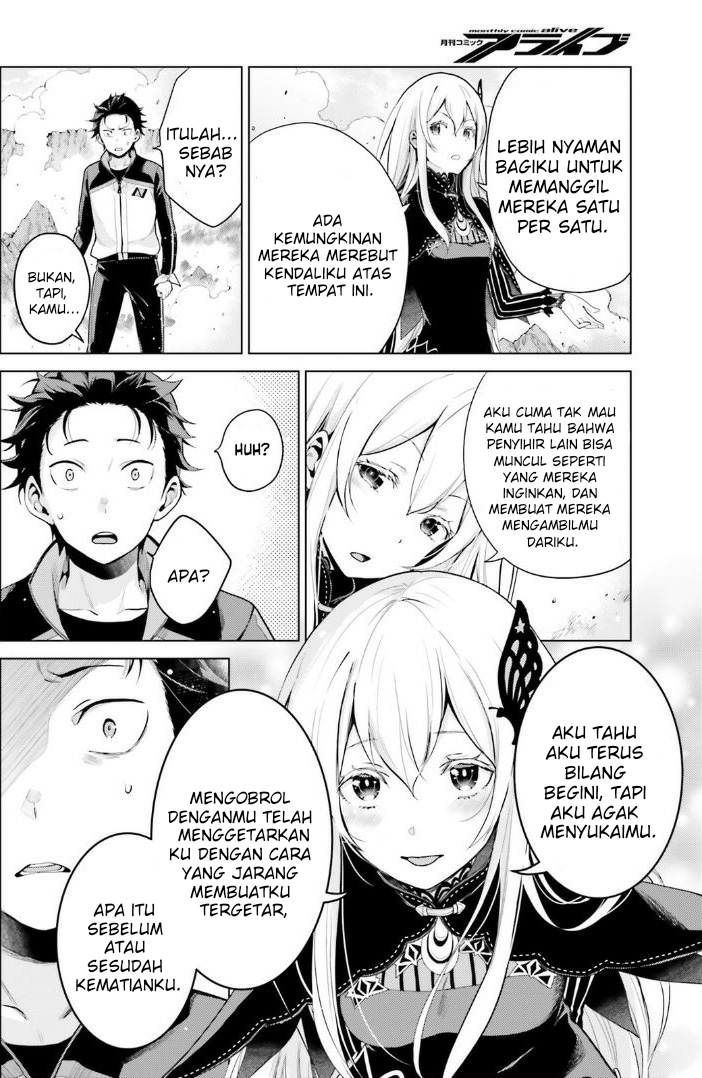 monthly comic alive
月刊コミック
アライブ
LEBIH NYAMAN
BAGIKU UNTUK
MEMANGGIL
MEREKA SATU
PER SATU.
ADA
KEMUNGKINAN
MEREKA MEREBUT
KENDALIKU ATAS
TEMPAT INI.
ITULAH...
SEBAB
NYA?
BUKAN,
TAPI,
KAMU...
AKU CUMA TAK MAU
KAMU TAHU BAHWA
PENYIHIR LAIN BISA
MUNCUL SEPERTI
YANG MEREKA
INGINKAN, DAN
MEMBUAT MEREKA
MENGAMBILMU
DARIKU.
HUH?
APA?
AKU TAHU
AKU TERUS
BILANG
BEGINI, TAPI
AKU AGAK
MENYUKAIMU.
MENGOBROL
DENGANMU TELAH
MENGGETARKAN
KU DENGAN CARA
YANG JARANG
MEMBUATKU
TERGETAR,
APA ITU
SEBELUM
ATAU
SESUDAH
KEMATIANKU.